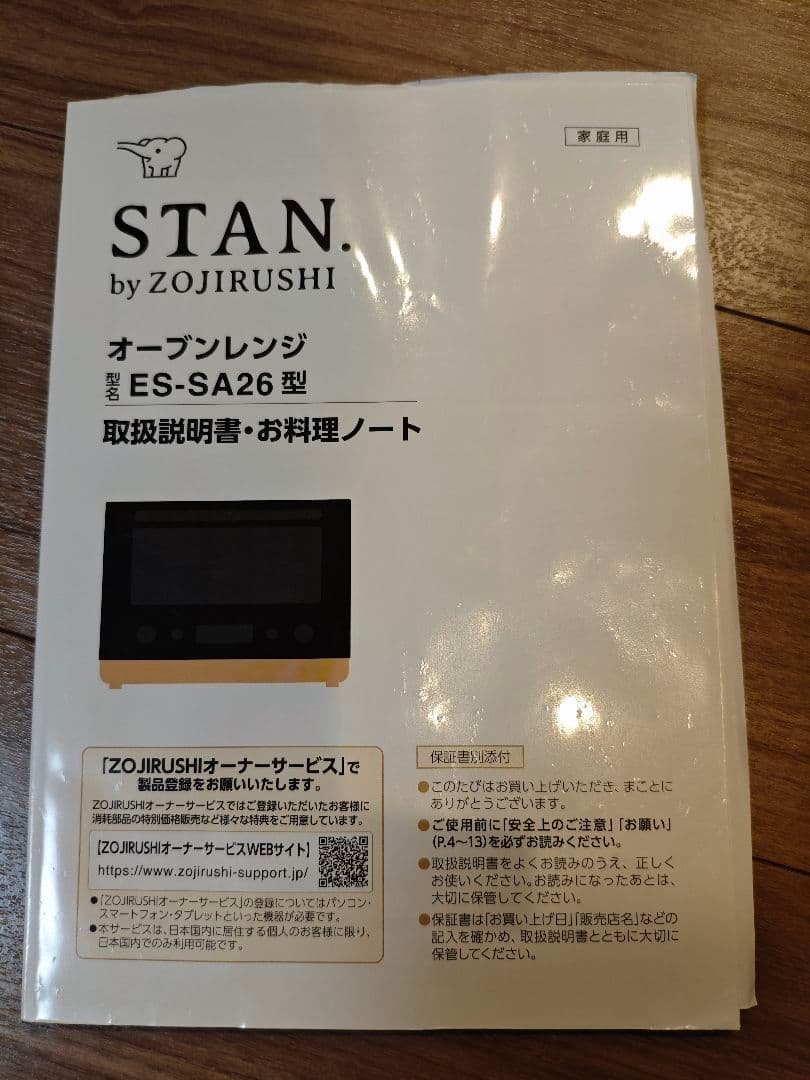 家庭用
STAN.
by ZOJIRUSHI
オーブンレンジ
型名 ES-SA26型
取扱説明書・お料理ノート
「ZOJIRUSHIオーナーサービス」で
製品登録をお願いいたします。
ZOJIRUSHIオーナーサービスではご登録いただいたお客様に
消耗部品の特別価格販売など様々な特典をご用意しています。
【ZOJIRUSHIオーナーサービスWEBサイト】
https://www.zojirushi-support.jp/
●「ZOJIRUSHIオーナーサービス」の登録についてはパソコン・
スマートフォン・タブレットといった機器が必要です。
●本サービスは、日本国内に居住する個人のお客様に限り、
日本国内でのみ利用可能です。
保証書別添付
●このたびはお買い上げいただき、まことに
ありがとうございます。
●ご使用前に「安全上のご注意」「お願い」
(P.4〜13)を必ずお読みください。
●取扱説明書をよくお読みのうえ、正しく
お使いください。お読みになったあとは、
大切に保管してください。
●保証書は「お買い上げ日」「販売店名」などの
記入を確かめ、取扱説明書とともに大切に
保管してください。